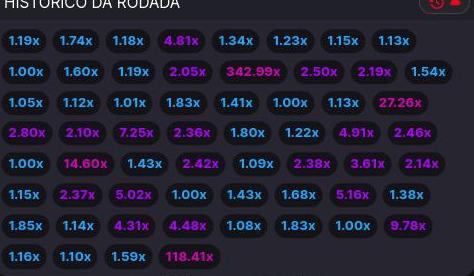 HISTÓRICO DA RODADA
1.19x 1.74x 1.18x 4.81x 1.34x 1.23x 1.15x 1.13x
1.00x 1.60x 1.19x 2.05x 342.99x 2.50x 2.19x 1.54x
1.05x 1.12x 1.01x 1.83x 1.41x 1.00x 1.13x 27.26x
2.80x 2.10x 7.25x 2.36x 1.80x 1.22x 4.91x 2.46x
1.00x 14.60x 1.43x 2.42x 1.09x 2.38x 3.61x 2.14x
1.15x 2.37x 5.02x 1.00x 1.43x 1.68x 5.16x 1.38x
1.85x 1.14x 4.31x 4.48x 1.08x 1.83x 1.00x 9.78x
1.16x 1.10x 1.59x 118.41x